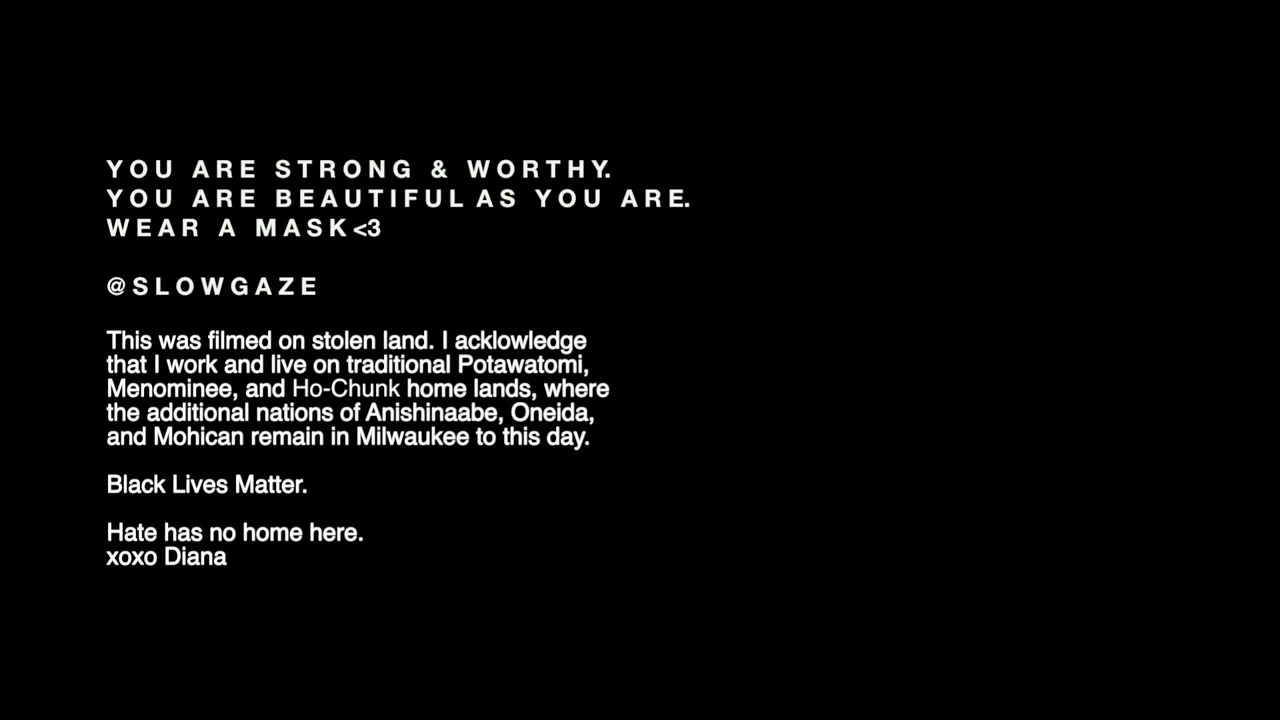 YOU ARE STRONG & WORTHY.
YOU ARE BEAUTIFUL AS YOU ARE.
WEAR A MASK <3
@SLOWGAZE
This was filmed on stolen land. I acklowledge
that I work and live on traditional Potawatomi,
Menominee, and Ho-Chunk home lands, where
the additional nations of Anishinaabe, Oneida,
and Mohican remain in Milwaukee to this day.
Black Lives Matter.
Hate has no home here.
xoxo Diana